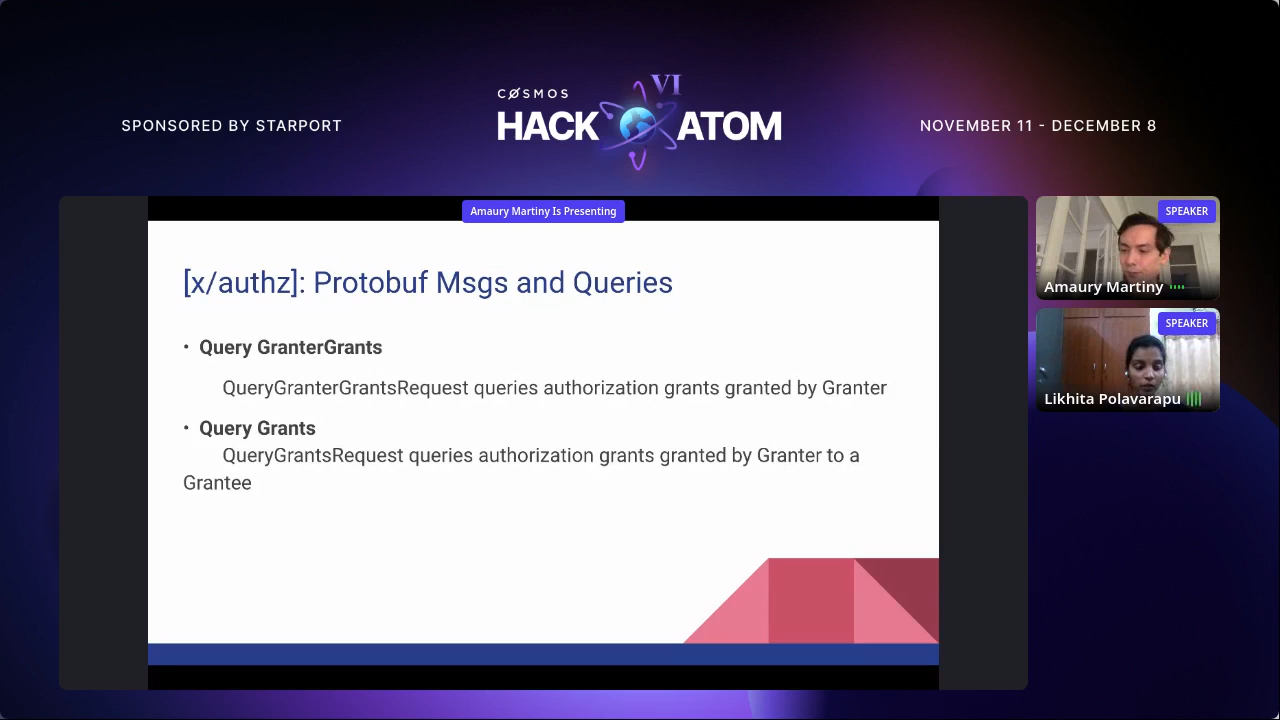 SPONSORED BY STARPORT
CØSMOS
VI
HACK ATOM
NOVEMBER 11 - DECEMBER 8
Amaury Martiny Is Presenting
[x/authz]: Protobuf Msgs and Queries
• Query GranterGrants
QueryGranterGrantsRequest queries authorization grants granted by Granter
• Query Grants
QueryGrantsRequest queries authorization grants granted by Granter to a
Grantee
SPEAKER
Amaury Martiny
SPEAKER
Likhita Polavarapu